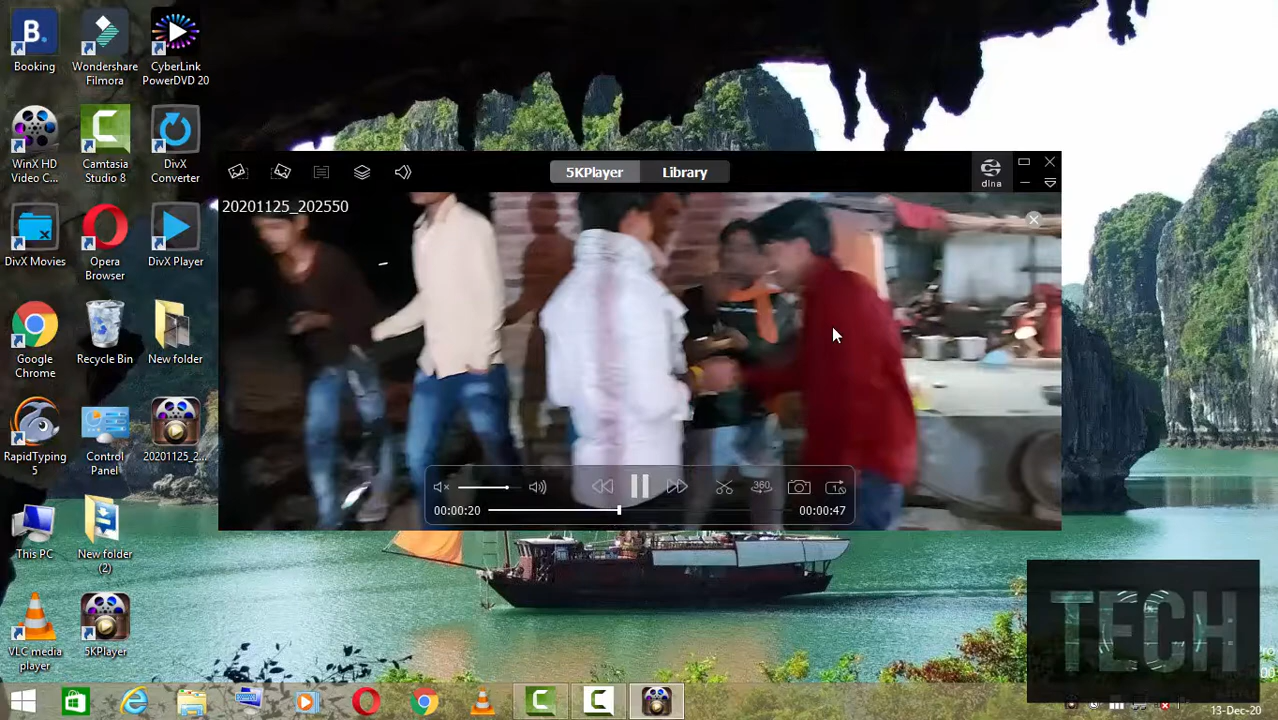 Booking
Wondershare Filmora
CyberLink PowerDVD 20
WinX HD Video C...
Camtasia Studio 8
DivX Converter
DivX Movies
Opera Browser
DivX Player
Google Chrome
Recycle Bin
New folder
RapidTyping 5
Control Panel
20201125_2...
This PC
New folder (2)
VLC media player
5KPlayer
5KPlayer
Library
dlna
20201125_202550
360
00:00:20
00:00:47
TECH
13-Dec-20